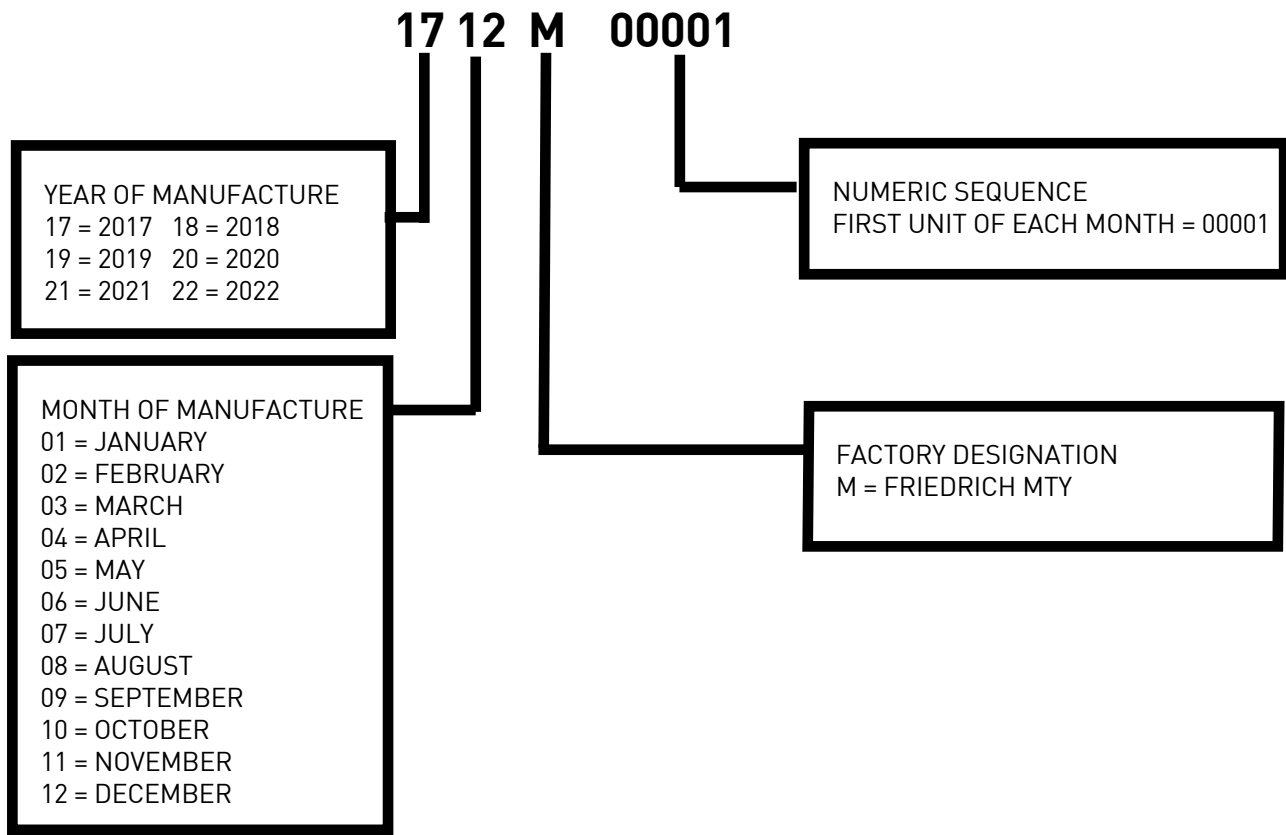 17 12 M 00001
YEAR OF MANUFACTURE
17 = 2017 18 = 2018
19 = 2019 20 = 2020
21 = 2021 22 = 2022
NUMERIC SEQUENCE
FIRST UNIT OF EACH MONTH = 00001
MONTH OF MANUFACTURE
01 = JANUARY
02 = FEBRUARY
03 = MARCH
04 = APRIL
05 = MAY
06 = JUNE
07 = JULY
08 = AUGUST
09 = SEPTEMBER
10 = OCTOBER
11 = NOVEMBER
12 = DECEMBER
FACTORY DESIGNATION
M = FRIEDRICH MTY